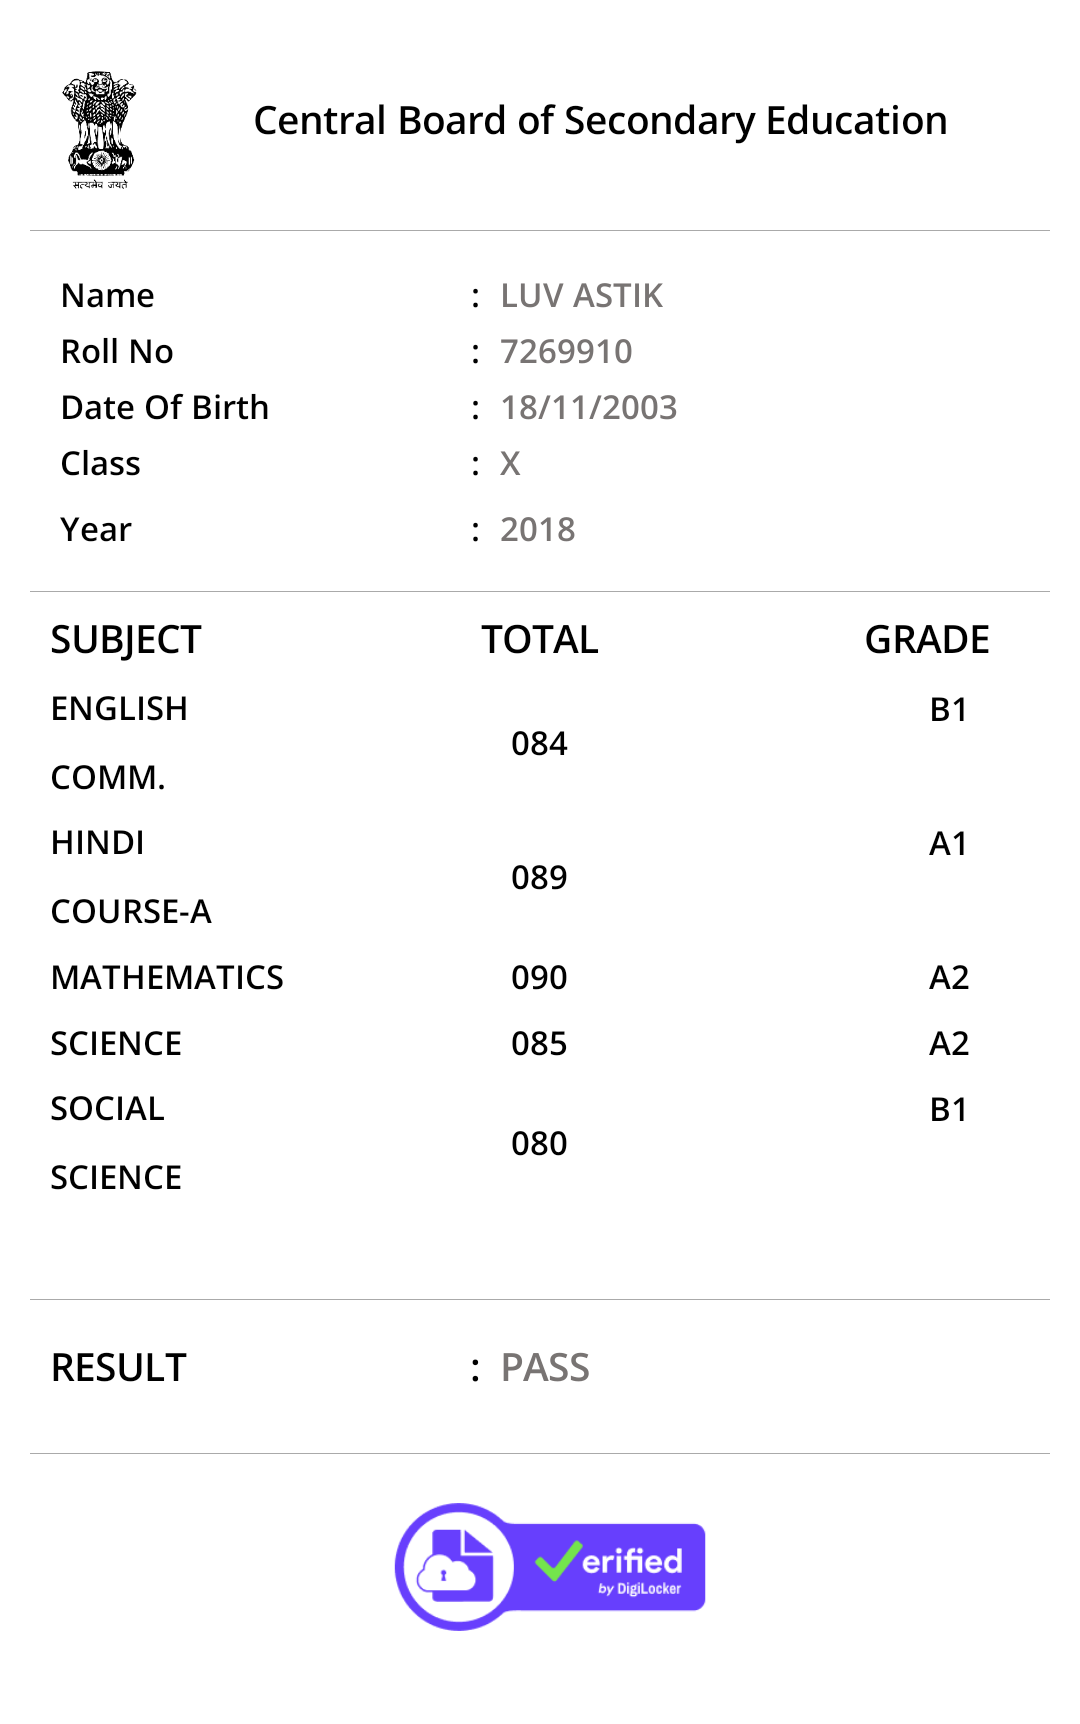 सत्यमेव जयते
Central Board of Secondary Education
Name : LUV ASTIK
Roll No : 7269910
Date Of Birth : 18/11/2003
Class : X
Year : 2018
SUBJECT TOTAL GRADE
ENGLISH COMM. 084 B1
HINDI COURSE-A 089 A1
MATHEMATICS 090 A2
SCIENCE 085 A2
SOCIAL SCIENCE 080 B1
RESULT : PASS
erified
by DigiLocker